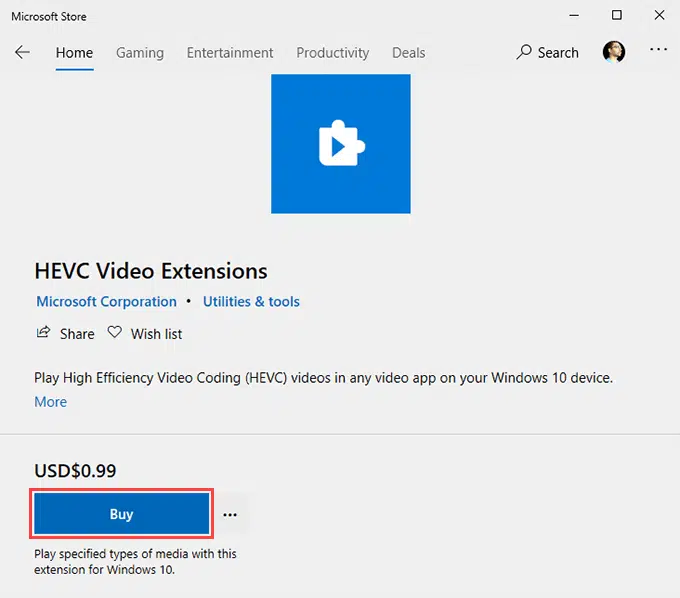 Microsoft Store
Home Gaming Entertainment Productivity Deals Search
HEVC Video Extensions
Microsoft Corporation • Utilities & tools
Share Wish list
Play High Efficiency Video Coding (HEVC) videos in any video app on your Windows 10 device.
More
USD$0.99
Buy
Play specified types of media with this
extension for Windows 10.